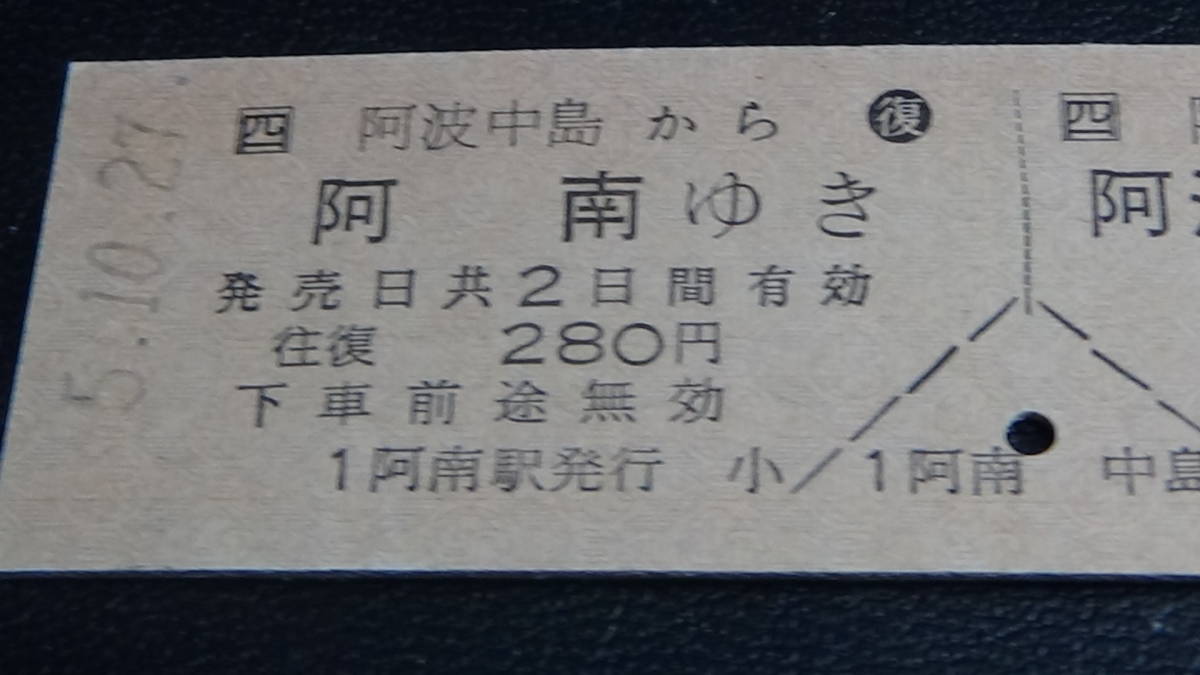 5.10.27
四 阿波中島から 復
阿南ゆき
発売日共2日間有効
往復 280円
下車前途無効
1阿南駅発行 小
四
阿
1阿南 中島